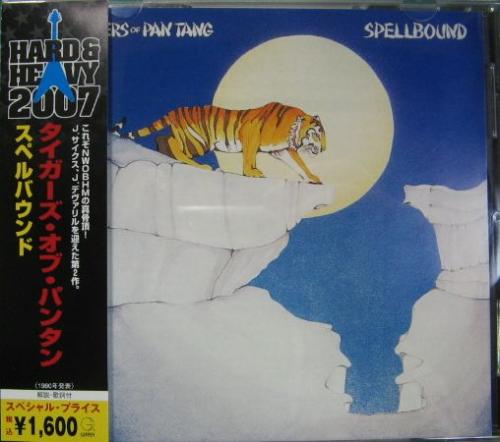 HARD &
HEAVY
2007
タイガーズ・オブ・パンタン
スペルバウンド
これぞNWOBHMの真骨頂!
J.サイクス、J.デヴァリルを迎えた第2作。
(1980年発表)
解説・歌詞付
スペシャル・プライス
税込 ¥1,600
ERS OF PAN TANG
SPELLBOUND